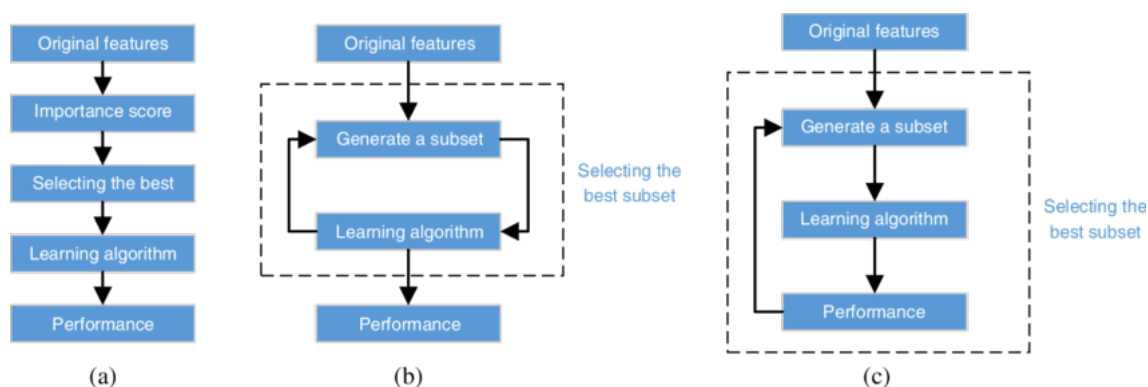 Original features
Importance score
Selecting the best
Learning algorithm
Performance
(a)
Original features
Generate a subset
Learning algorithm
Selecting the
best subset
Performance
(b)
Original features
Generate a subset
Learning algorithm
Performance
Selecting the
best subset
(c)